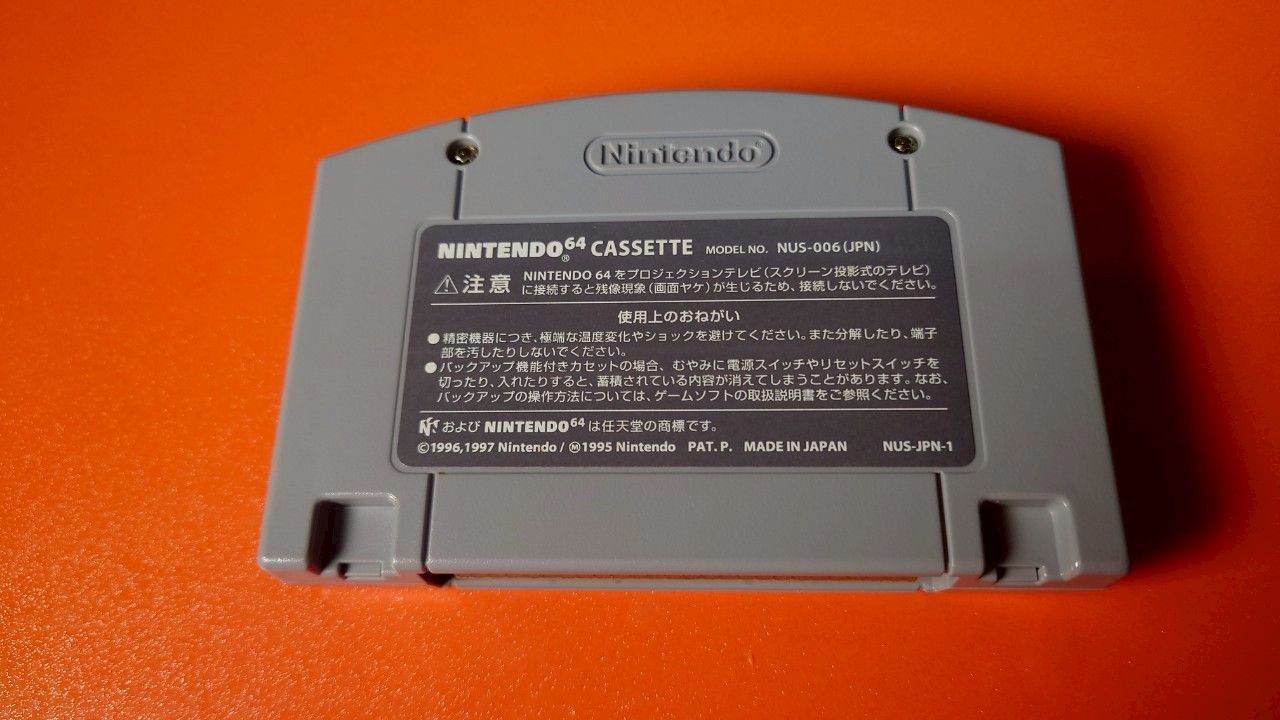 Nintendo®
NINTENDO64® CASSETTE MODEL NO. NUS-006(JPN)
⚠注意 NINTENDO 64 をプロジェクションテレビ(スクリーン投影式のテレビ)
に接続すると残像現象(画面ヤケ)が生じるため、接続しないでください。
使用上のおねがい
●精密機器につき、極端な温度変化やショックを避けてください。また分解したり、端子
部を汚したりしないでください。
●バックアップ機能付きカセットの場合、むやみに電源スイッチやリセットスイッチを
切ったり、入れたりすると、蓄積されている内容が消えてしまうことがあります。なお、
バックアップの操作方法については、ゲームソフトの取扱説明書をご参照ください。
および NINTENDO64 は任天堂の商標です。
©1996,1997 Nintendo / Ⓜ1995 Nintendo PAT. P. MADE IN JAPAN NUS-JPN-1